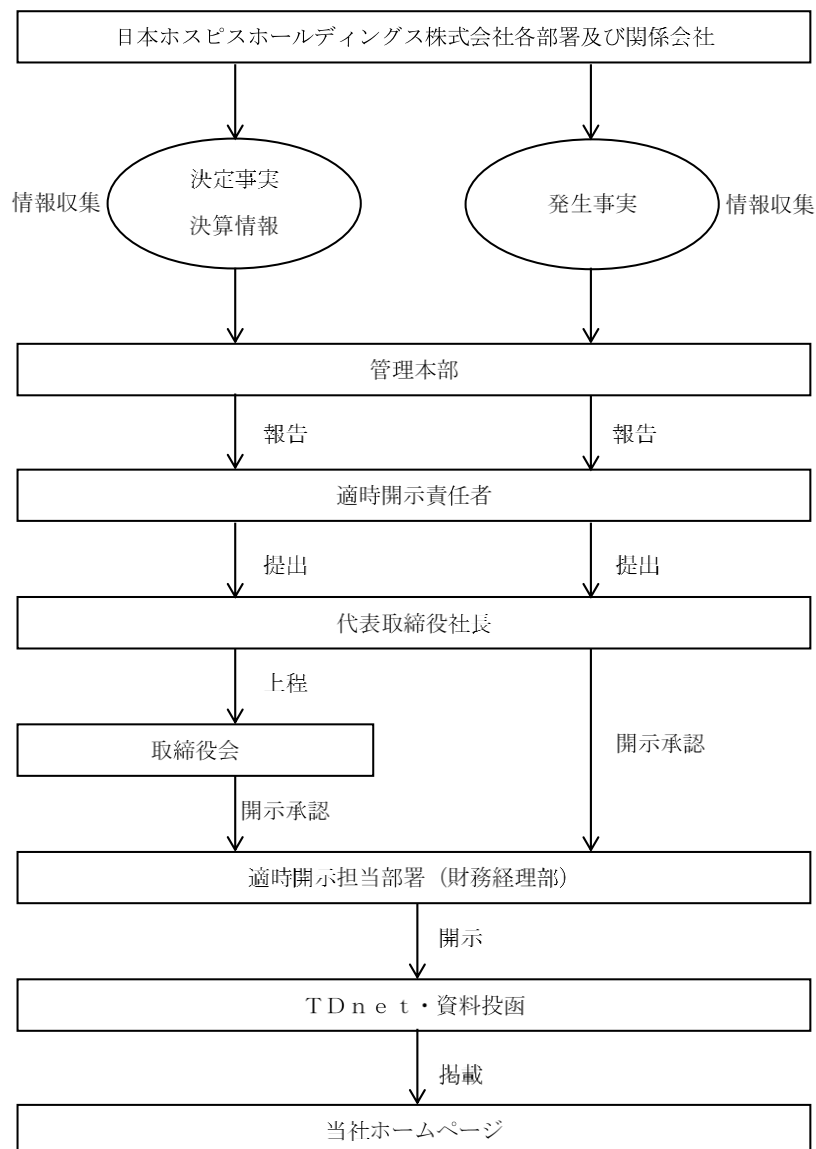 日本ホスピスホールディングス株式会社各部署及び関係会社
情報収集
決定事実
決算情報
発生事実
情報収集
管理本部
報告
報告
適時開示責任者
提出
提出
代表取締役社長
上程
取締役会
開示承認
開示承認
適時開示担当部署（財務経理部）
開示
ＴＤｎｅｔ・資料投函
掲載
当社ホームページ